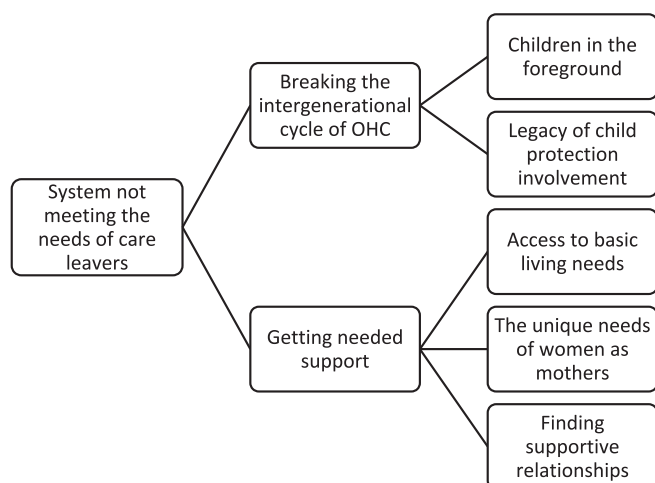 System not
meeting the
needs of care
leavers
Breaking the
intergenerational
cycle of OHC
Children in the
foreground
Legacy of child
protection
involvement
Getting needed
support
Access to basic
living needs
The unique needs
of women as
mothers
Finding
supportive
relationships